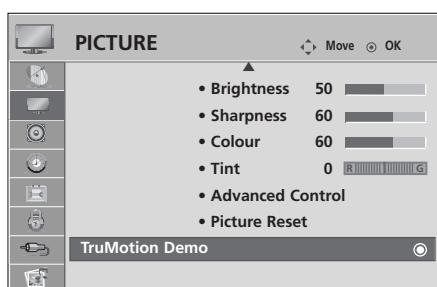 PICTURE Move OK
• Brightness 50
• Sharpness 60
• Colour 60
• Tint 0 R G
• Advanced Control
• Picture Reset
TruMotion Demo